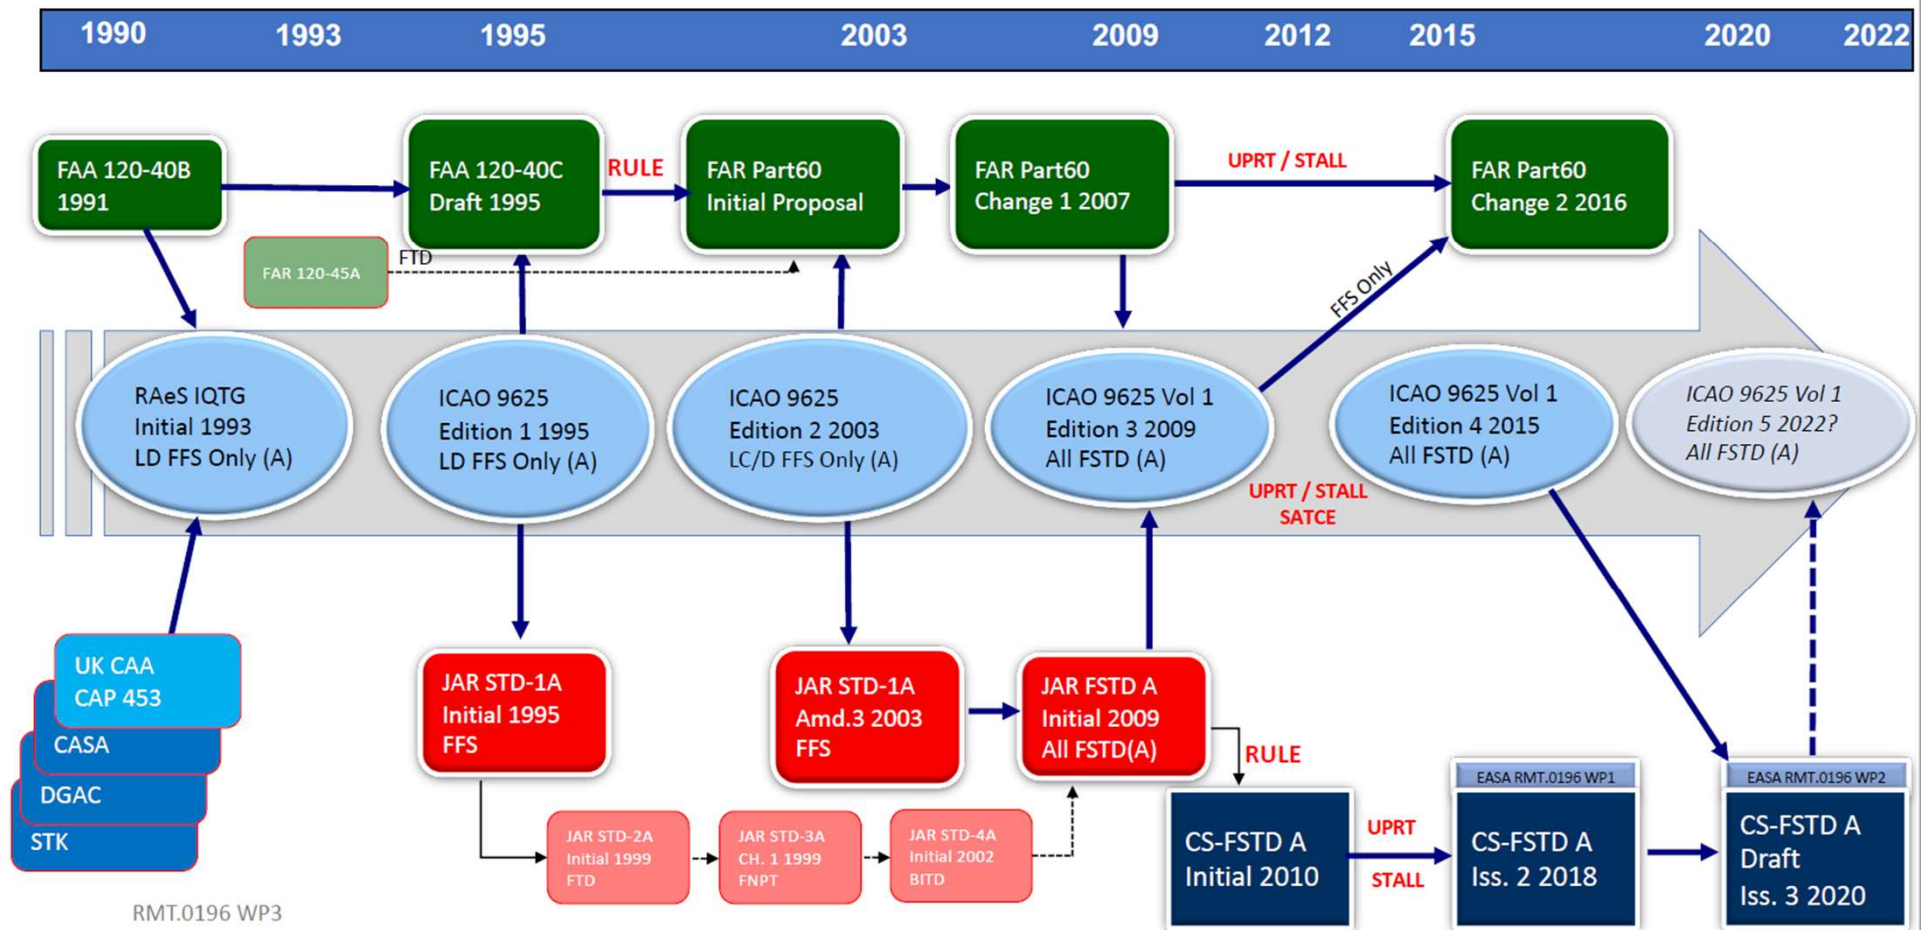 1990 1993 1995 2003 2009 2012 2015 2020 2022
FAA 120-40B
1991
FAA 120-40C
Draft 1995
RULE
FAR Part60
Initial Proposal
FAR Part60
Change 1 2007
UPRT / STALL
FAR Part60
Change 2 2016
FAR 120-45A
FTD
FFS Only
RAeS IQTG
Initial 1993
LD FFS Only (A)
ICAO 9625
Edition 1 1995
LD FFS Only (A)
ICAO 9625
Edition 2 2003
LC/D FFS Only (A)
ICAO 9625 Vol 1
Edition 3 2009
All FSTD (A)
UPRT / STALL
SATCE
ICAO 9625 Vol 1
Edition 4 2015
All FSTD (A)
ICAO 9625 Vol 1
Edition 5 2022?
All FSTD (A)
UK CAA
CAP 453
CASA
DGAC
STK
JAR STD-1A
Initial 1995
FFS
JAR STD-1A
Amd.3 2003
FFS
JAR FSTD A
Initial 2009
All FSTD(A)
RULE
JAR STD-2A
Initial 1999
FTD
JAR STD-3A
CH. 1 1999
FNPT
JAR STD-4A
Initial 2002
BITD
CS-FSTD A
Initial 2010
UPRT
STALL
EASA RMT.0196 WP1
CS-FSTD A
Iss. 2 2018
EASA RMT.0196 WP2
CS-FSTD A
Draft
Iss. 3 2020
RMT.0196 WP3